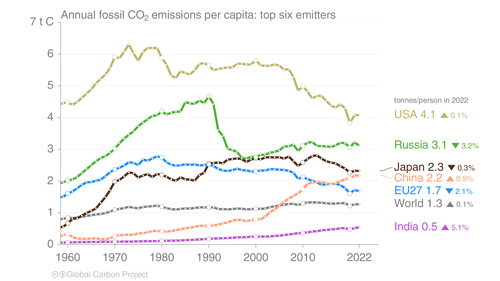 Annual fossil CO₂ emissions per capita: top six emitters
7 t C
6
5
4
3
2
1
0
1960
1970
1980
1990
2000
2010
2022
tonnes/person in 2022
USA 4.1 ▲ 0.1%
Russia 3.1 ▼ 3.2%
Japan 2.3 ▼ 0.3%
China 2.2 ▲ 0.5%
EU27 1.7 ▼ 2.1%
World 1.3 ▲ 0.1%
India 0.5 ▲ 5.1%
Global Carbon Project